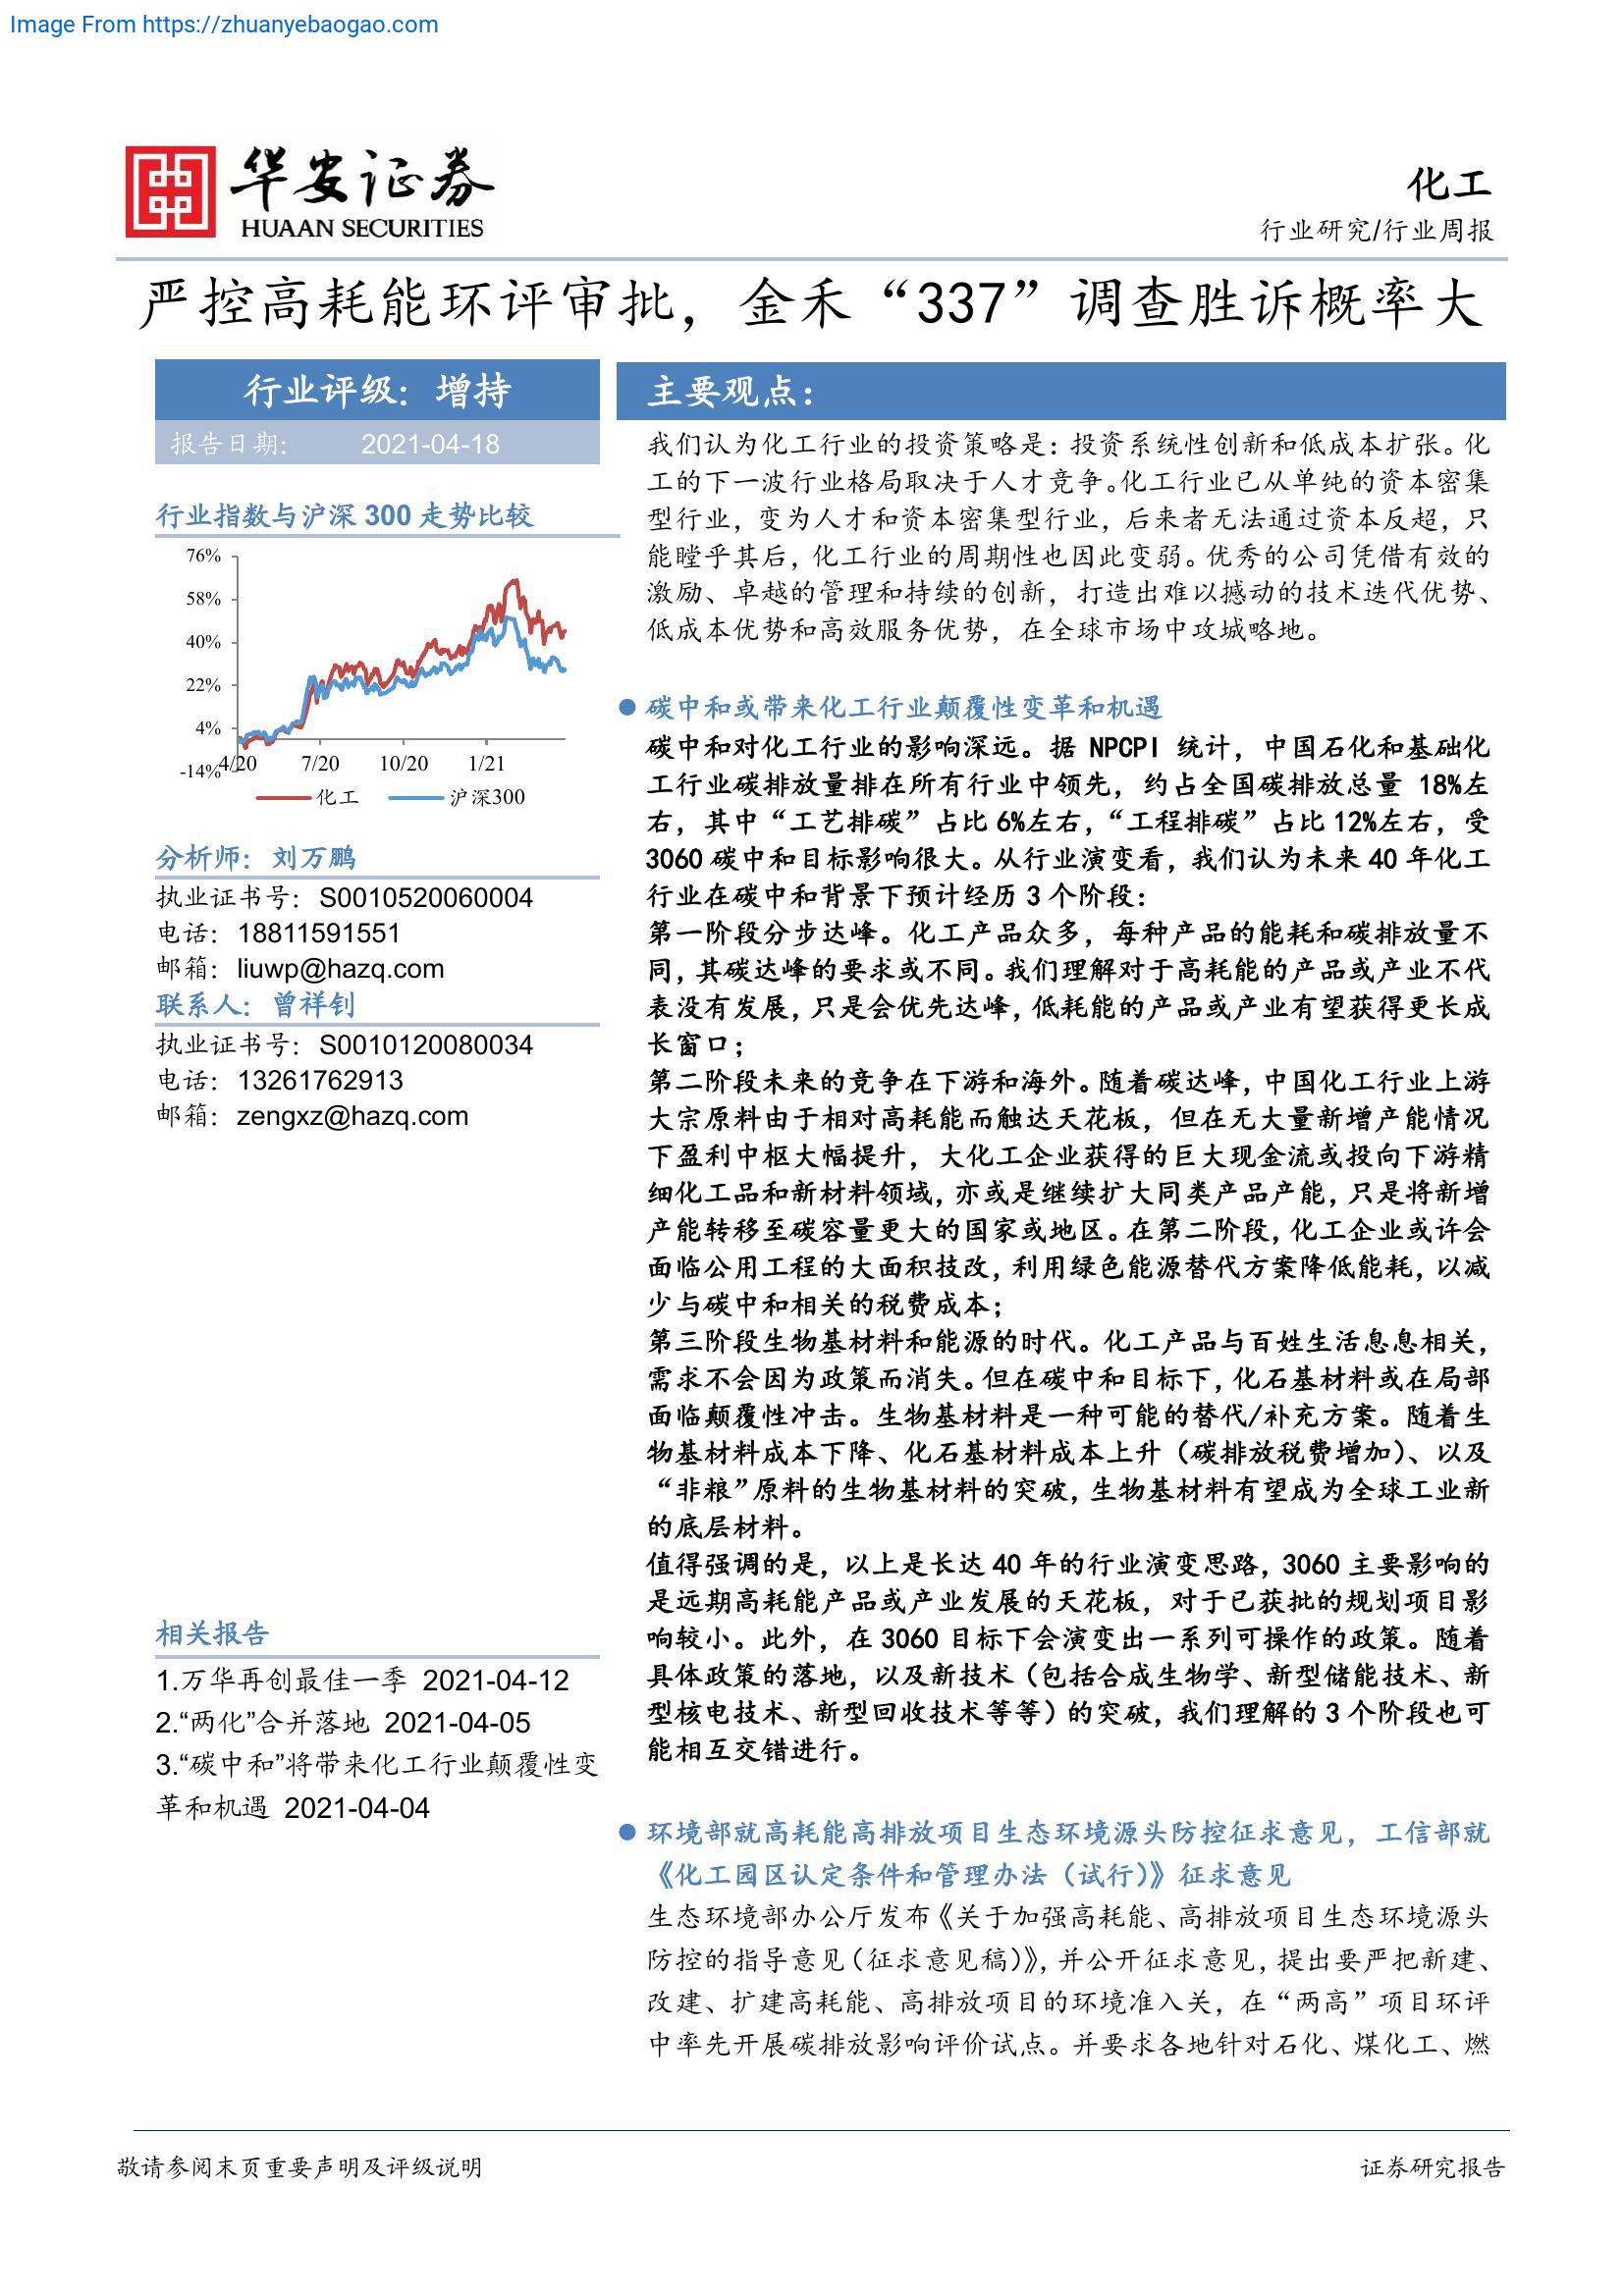 Image From https://zhuanyebaogao.com
华安证券
HUAAN SECURITIES
化工
行业研究/行业周报
严控高耗能环评审批，金禾“337”调查胜诉概率大
行业评级：增持
报告日期： 2021-04-18
行业指数与沪深 300 走势比较
76%
58%
40%
22%
4%
-14%
4/20 7/20 10/20 1/21
化工 沪深300
分析师：刘万鹏
执业证书号：S0010520060004
电话：18811591551
邮箱：liuwp@hazq.com
联系人：曾祥钊
执业证书号：S0010120080034
电话：13261762913
邮箱：zengxz@hazq.com
相关报告
1.万华再创最佳一季 2021-04-12
2.“两化”合并落地 2021-04-05
3.“碳中和”将带来化工行业颠覆性变
革和机遇 2021-04-04
主要观点：
我们认为化工行业的投资策略是：投资系统性创新和低成本扩张。化
工的下一波行业格局取决于人才竞争。化工行业已从单纯的资本密集
型行业，变为人才和资本密集型行业，后来者无法通过资本反超，只
能瞠乎其后，化工行业的周期性也因此变弱。优秀的公司凭借有效的
激励、卓越的管理和持续的创新，打造出难以撼动的技术迭代优势、
低成本优势和高效服务优势，在全球市场中攻城略地。
● 碳中和或带来化工行业颠覆性变革和机遇
碳中和对化工行业的影响深远。据 NPCPI 统计，中国石化和基础化
工行业碳排放量排在所有行业中领先，约占全国碳排放总量 18%左
右，其中“工艺排碳”占比 6%左右，“工程排碳”占比 12%左右，受
3060 碳中和目标影响很大。从行业演变看，我们认为未来 40 年化工
行业在碳中和背景下预计经历 3 个阶段：
第一阶段分步达峰。化工产品众多，每种产品的能耗和碳排放量不
同，其碳达峰的要求或不同。我们理解对于高耗能的产品或产业不代
表没有发展，只是会优先达峰，低耗能的产品或产业有望获得更长成
长窗口；
第二阶段未来的竞争在下游和海外。随着碳达峰，中国化工行业上游
大宗原料由于相对高耗能而触达天花板，但在无大量新增产能情况
下盈利中枢大幅提升，大化工企业获得的巨大现金流或投向下游精
细化工品和新材料领域，亦或是继续扩大同类产品产能，只是将新增
产能转移至碳容量更大的国家或地区。在第二阶段，化工企业或许会
面临公用工程的大面积技改，利用绿色能源替代方案降低能耗，以减
少与碳中和相关的税费成本；
第三阶段生物基材料和能源的时代。化工产品与百姓生活息息相关，
需求不会因为政策而消失。但在碳中和目标下，化石基材料或在局部
面临颠覆性冲击。生物基材料是一种可能的替代/补充方案。随着生
物基材料成本下降、化石基材料成本上升（碳排放税费增加）、以及
“非粮”原料的生物基材料的突破，生物基材料有望成为全球工业新
的底层材料。
值得强调的是，以上是长达 40 年的行业演变思路，3060 主要影响的
是远期高耗能产品或产业发展的天花板，对于已获批的规划项目影
响较小。此外，在 3060 目标下会演变出一系列可操作的政策。随着
具体政策的落地，以及新技术（包括合成生物学、新型储能技术、新
型核电技术、新型回收技术等等）的突破，我们理解的 3 个阶段也可
能相互交错进行。
● 环境部就高耗能高排放项目生态环境源头防控征求意见，工信部就
《化工园区认定条件和管理办法（试行）》征求意见
生态环境部办公厅发布《关于加强高耗能、高排放项目生态环境源头
防控的指导意见（征求意见稿）》，并公开征求意见，提出要严把新建、
改建、扩建高耗能、高排放项目的环境准入关，在“两高”项目环评
中率先开展碳排放影响评价试点。并要求各地针对石化、煤化工、燃
敬请参阅末页重要声明及评级说明
证券研究报告